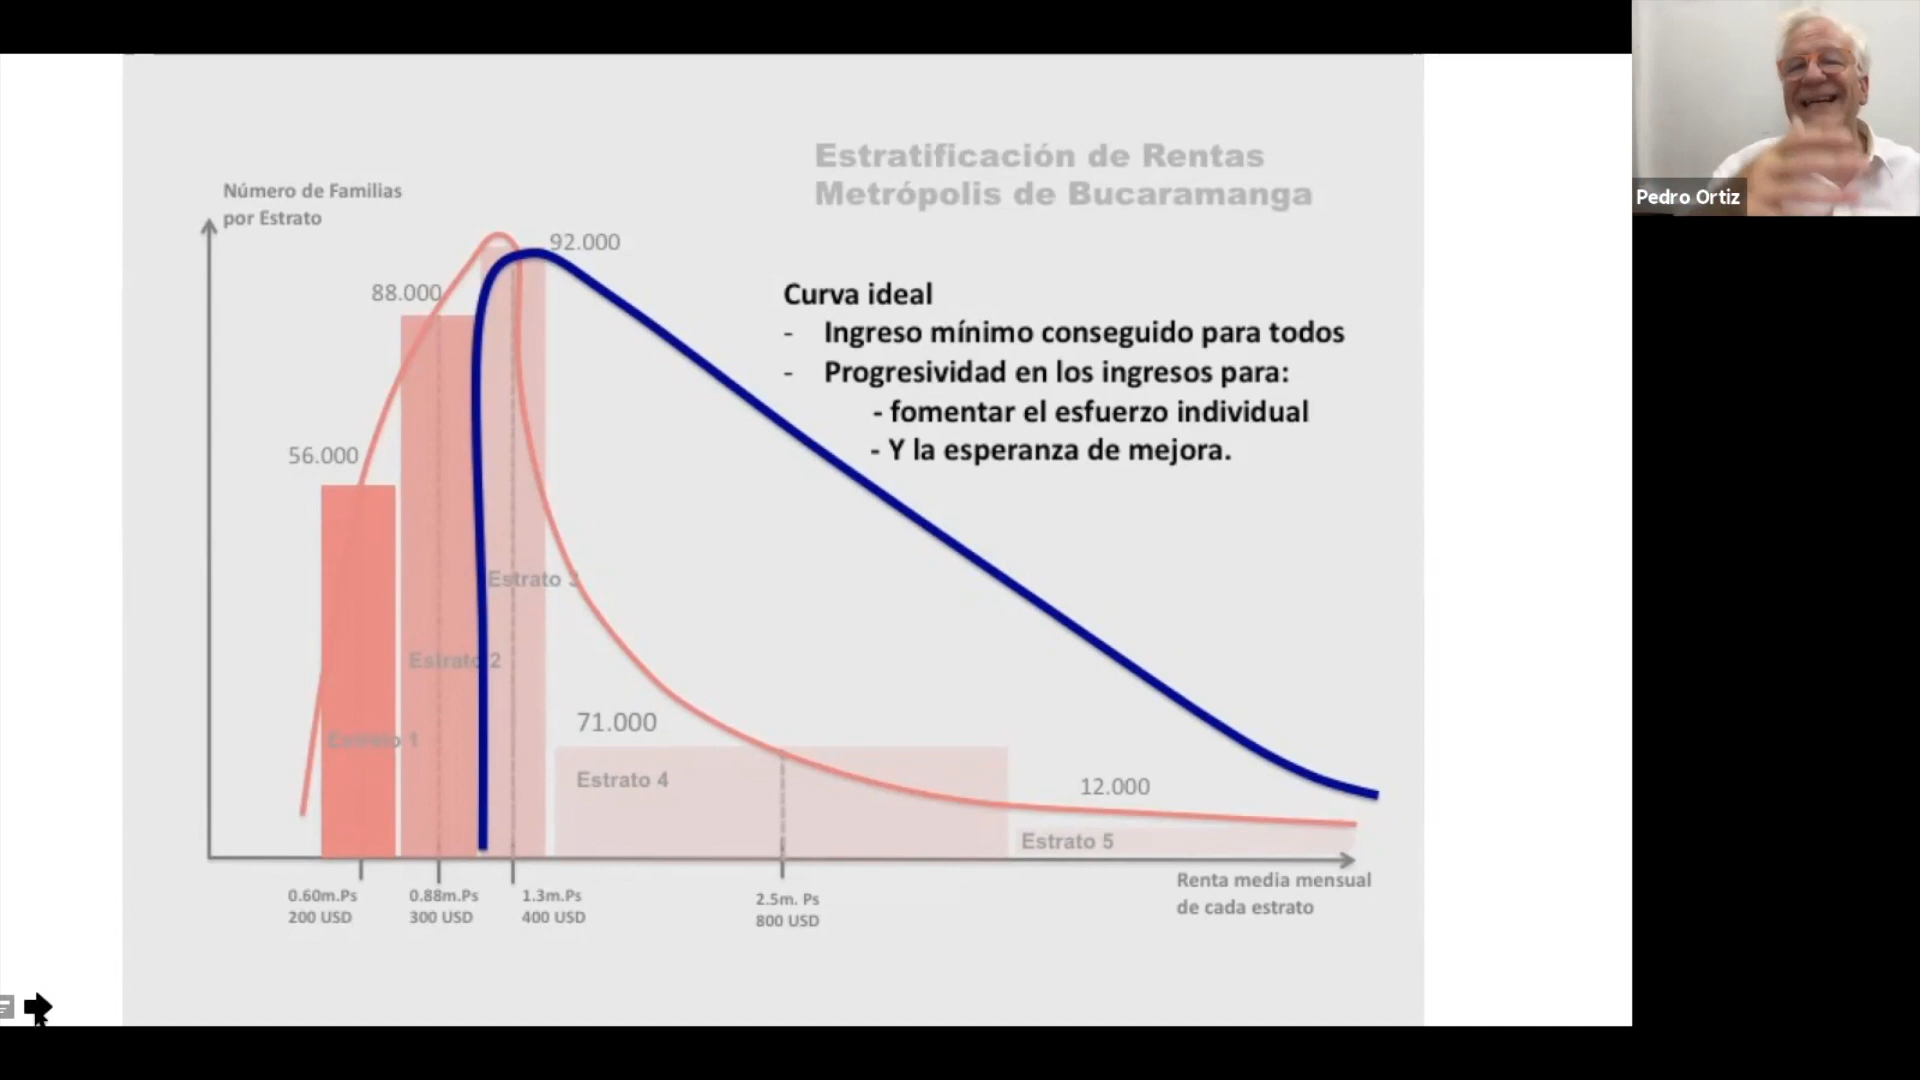 Estratificación de Rentas
Metrópolis de Bucaramanga
Número de Familias
por Estrato
92.000
88.000
56.000
Curva ideal
- Ingreso mínimo conseguido para todos
- Progresividad en los ingresos para:
- fomentar el esfuerzo individual
- Y la esperanza de mejora.
Estrato 3
Estrato 2
Estrato 1
71.000
Estrato 4
12.000
Estrato 5
0.60m.Ps
200 USD
0.88m.Ps
300 USD
1.3m.Ps
400 USD
2.5m. Ps
800 USD
Renta media mensual
de cada estrato
Pedro Ortiz